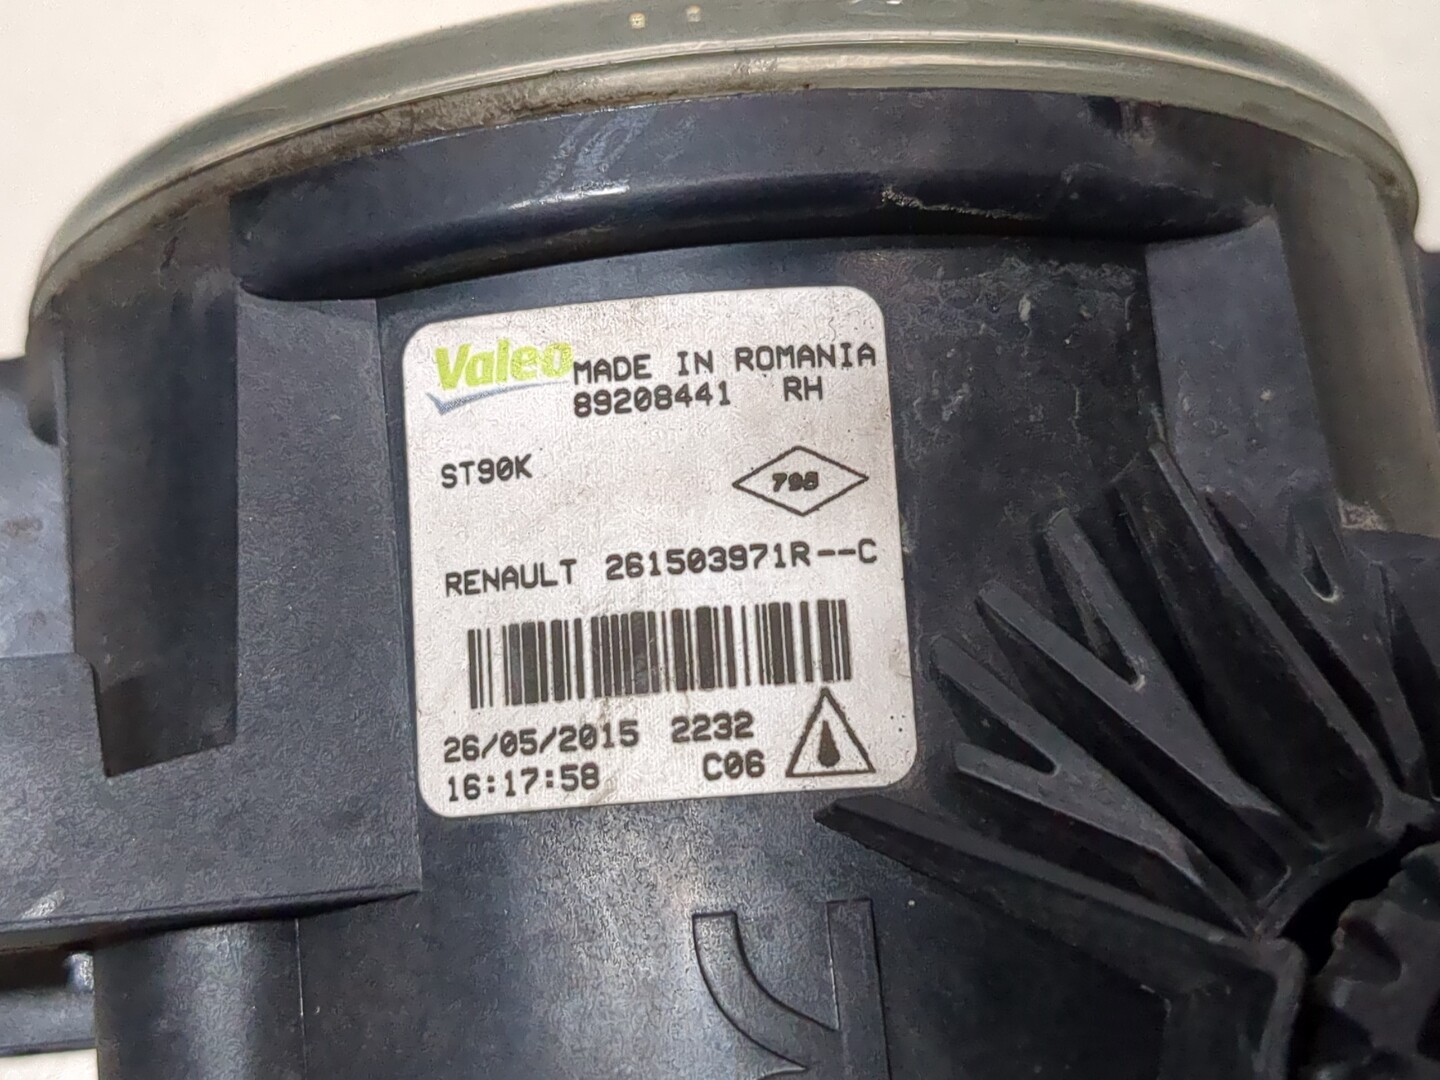 Valeo MADE IN ROMANIA
89208441 RH
ST90K
795
RENAULT 261503971R--C
26/05/2015 2232
16:17:58 C06